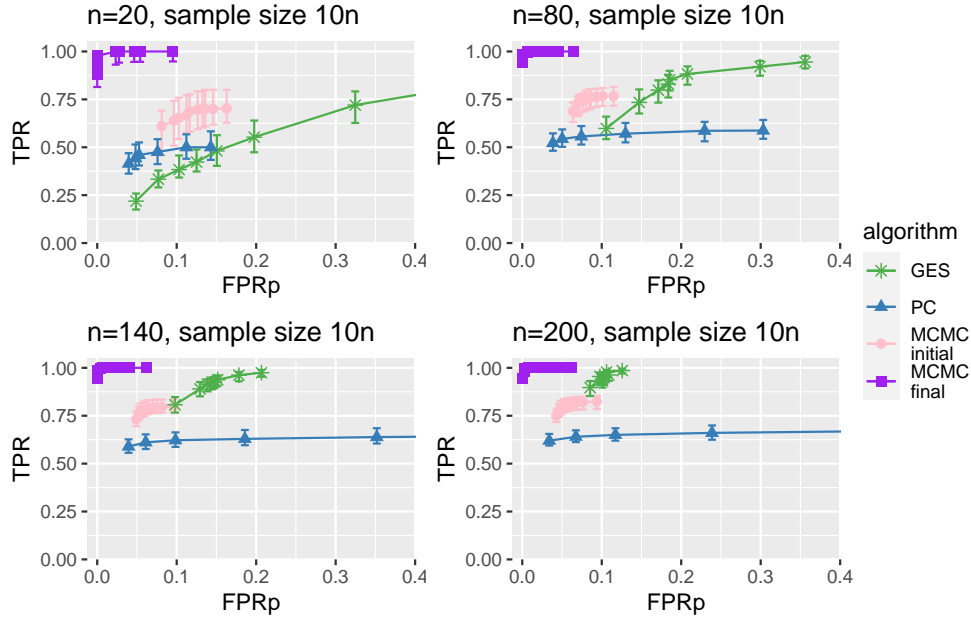 n=20, sample size 10n
1.00
0.75
0.50
0.25
0.00
TPR
0.0
0.1
0.2
0.3
0.4
FPRp
n=80, sample size 10n
1.00
0.75
0.50
0.25
0.00
TPR
0.0
0.1
0.2
0.3
0.4
FPRp
n=140, sample size 10n
1.00
0.75
0.50
0.25
0.00
TPR
0.0
0.1
0.2
0.3
0.4
FPRp
n=200, sample size 10n
1.00
0.75
0.50
0.25
0.00
TPR
0.0
0.1
0.2
0.3
0.4
FPRp
algorithm
GES
PC
MCMC
initial
MCMC
final